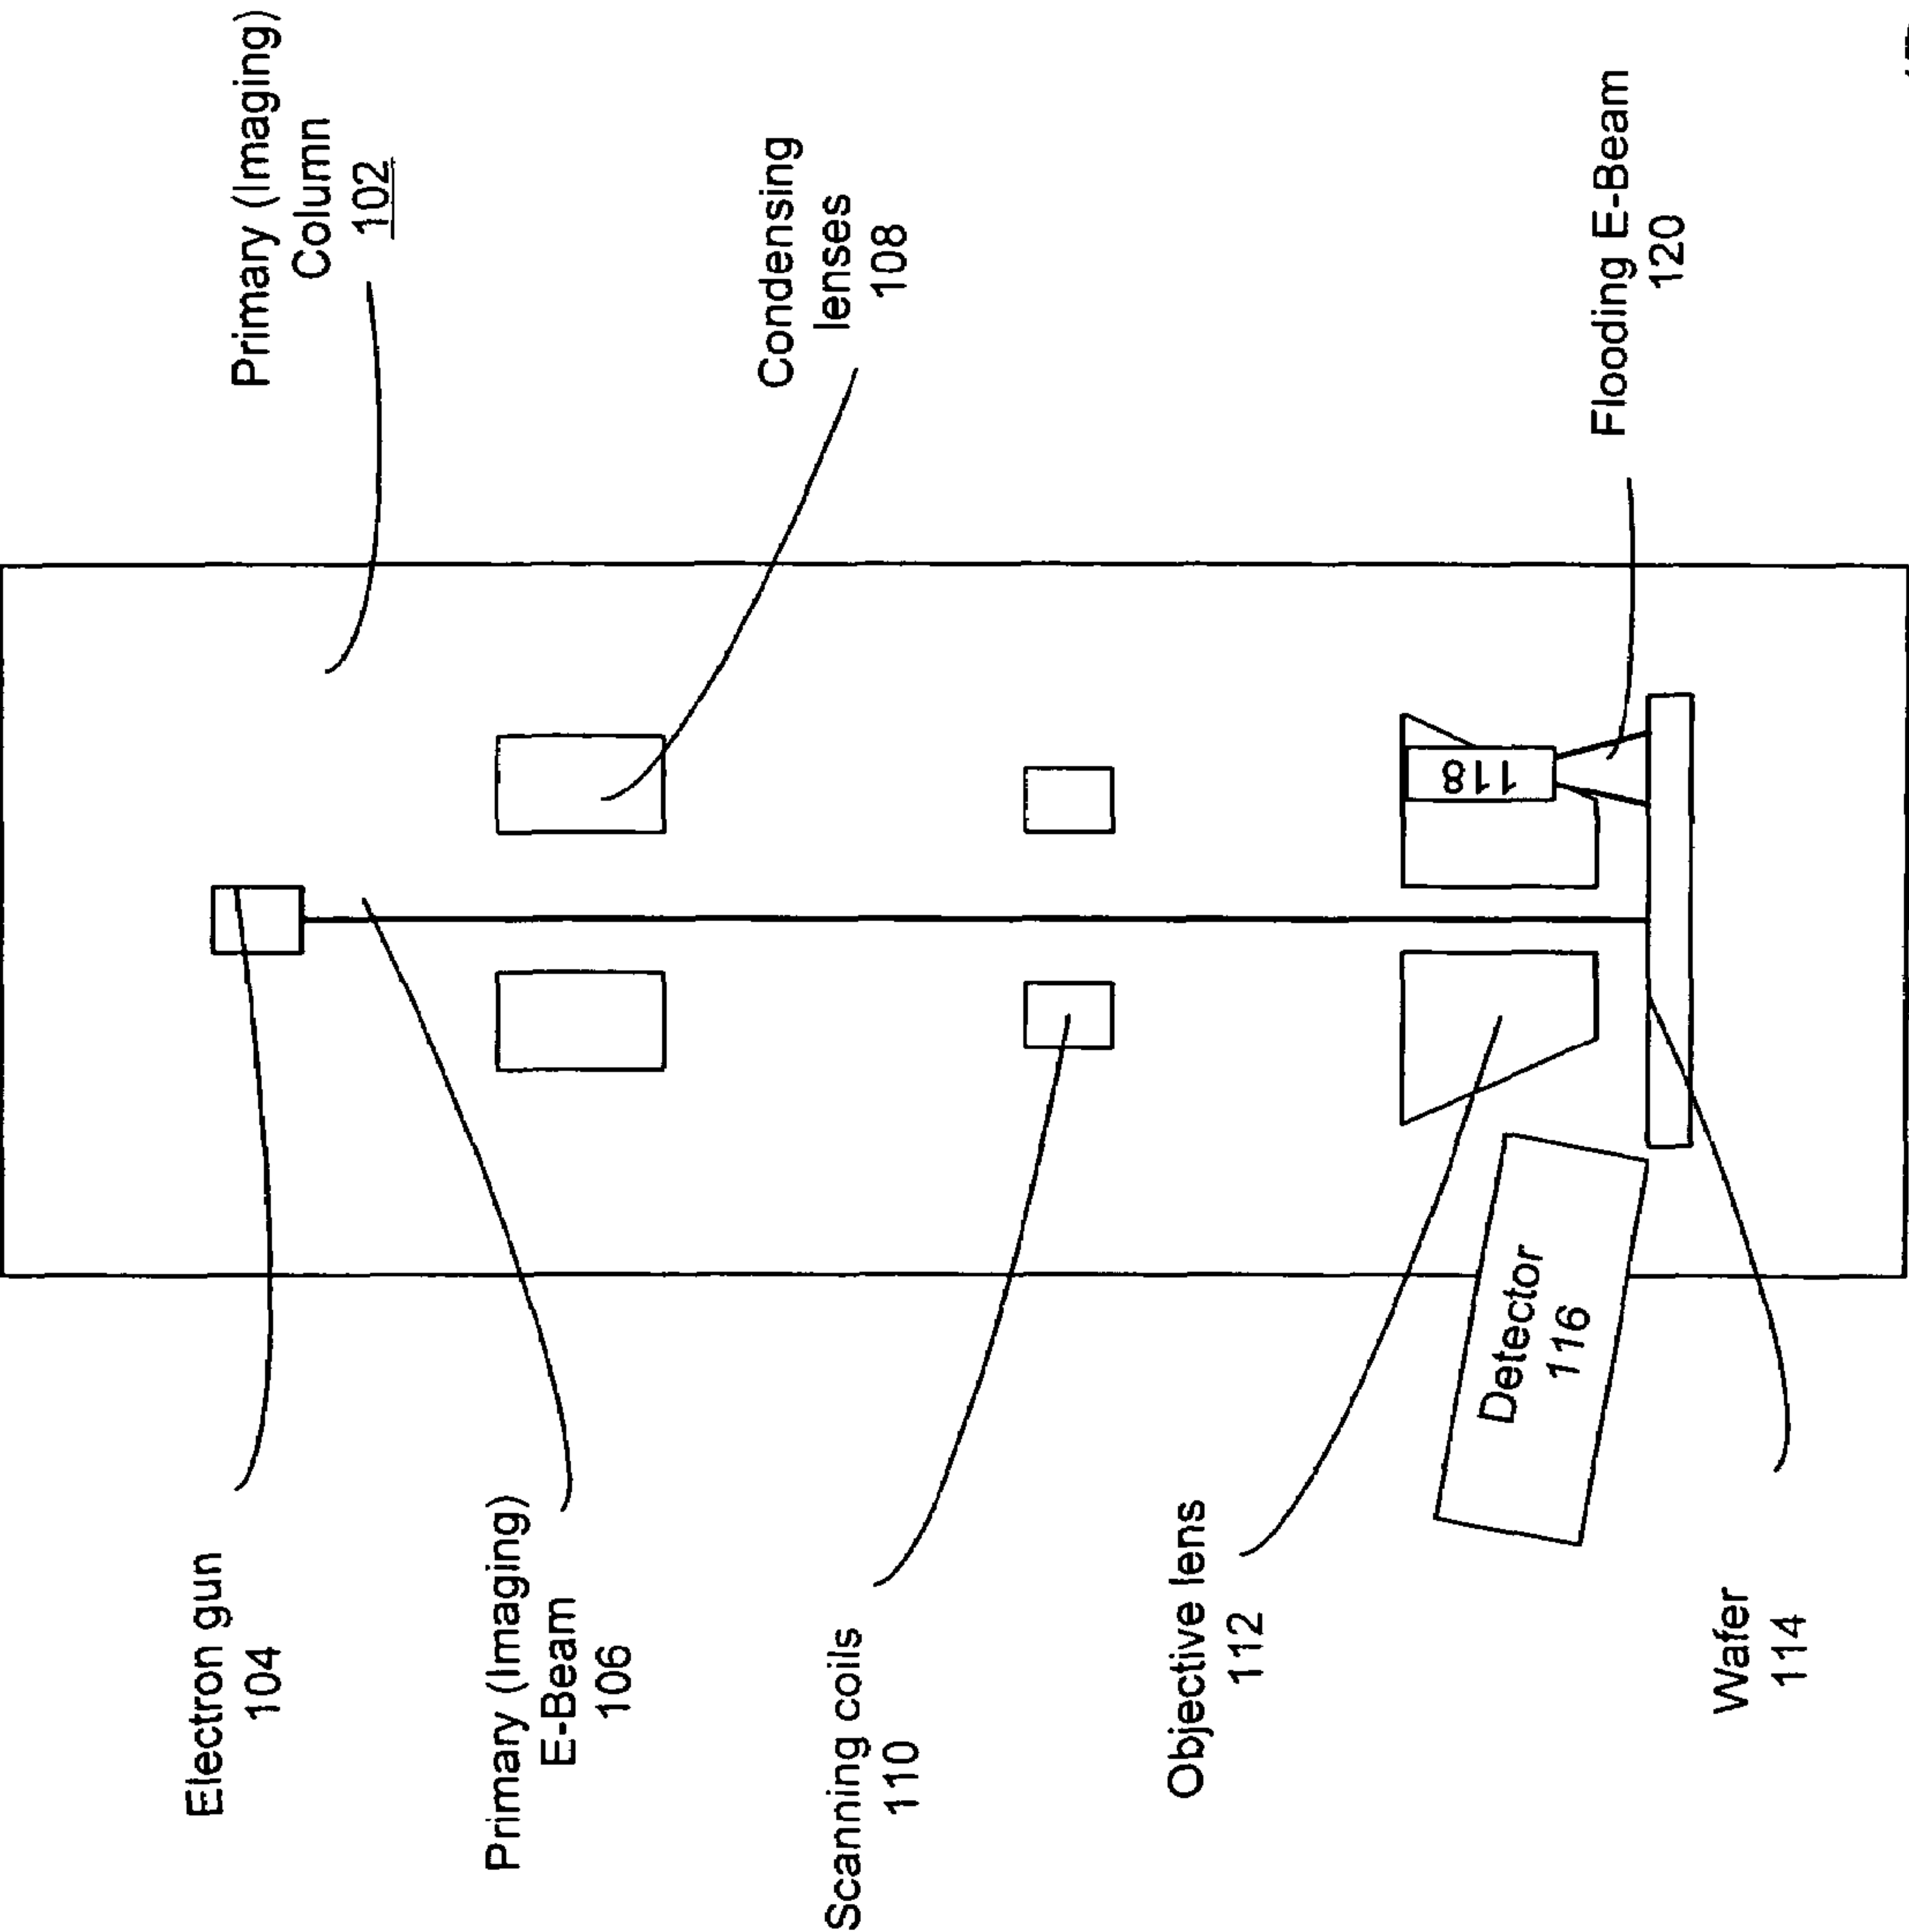 Electron gun
104
Primary (Imaging)
Column
102
Primary (Imaging)
E-Beam
106
Condensing
lenses
108
Scanning coils
110
Objective lens
112
118
Detector
116
Flooding E-Beam
120
Wafer
114